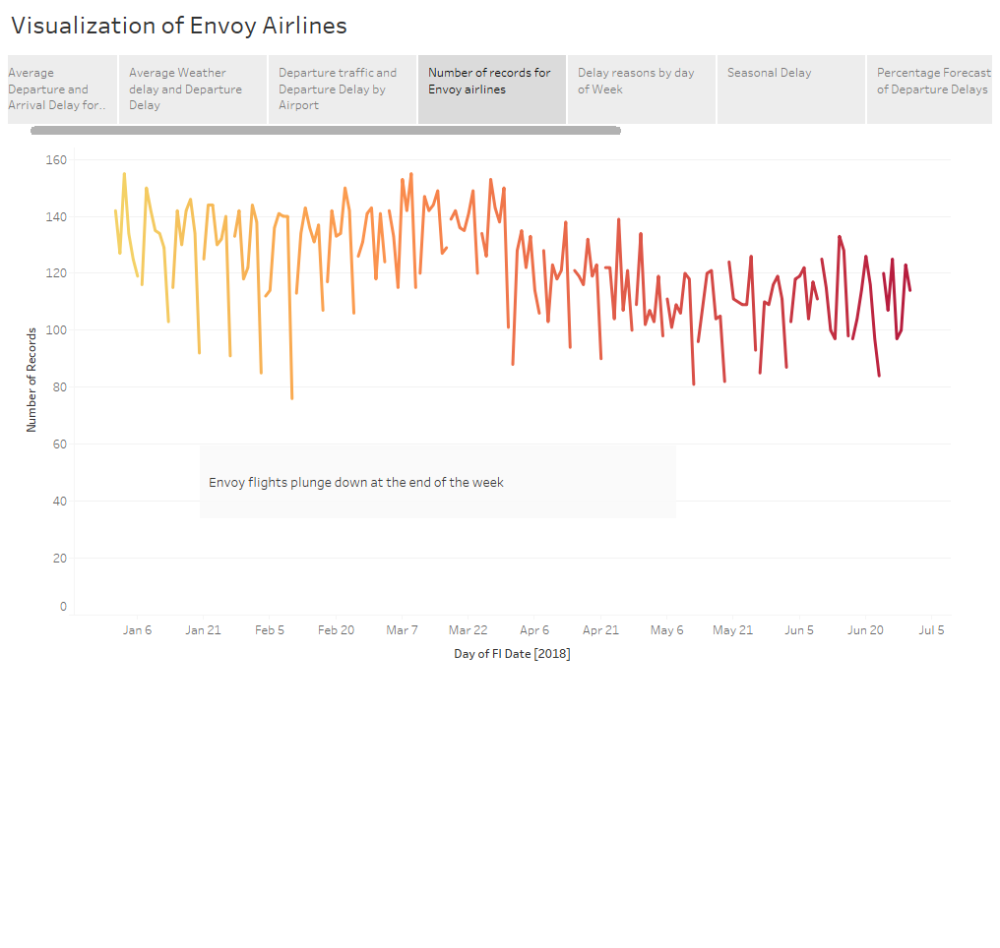 Visualization of Envoy Airlines
Average
Departure and
Arrival Delay for..
Average Weather
delay and Departure
Delay
Departure traffic and
Departure Delay by
Airport
Number of records for
Envoy airlines
Delay reasons by day
of Week
Seasonal Delay
Percentage Forecast
of Departure Delays
160
140
120
100
80
60
40
20
0
Number of Records
Envoy flights plunge down at the end of the week
Jan 6 Jan 21 Feb 5 Feb 20 Mar 7 Mar 22 Apr 6 Apr 21 May 6 May 21 Jun 5 Jun 20 Jul 5
Day of Fl Date [2018]